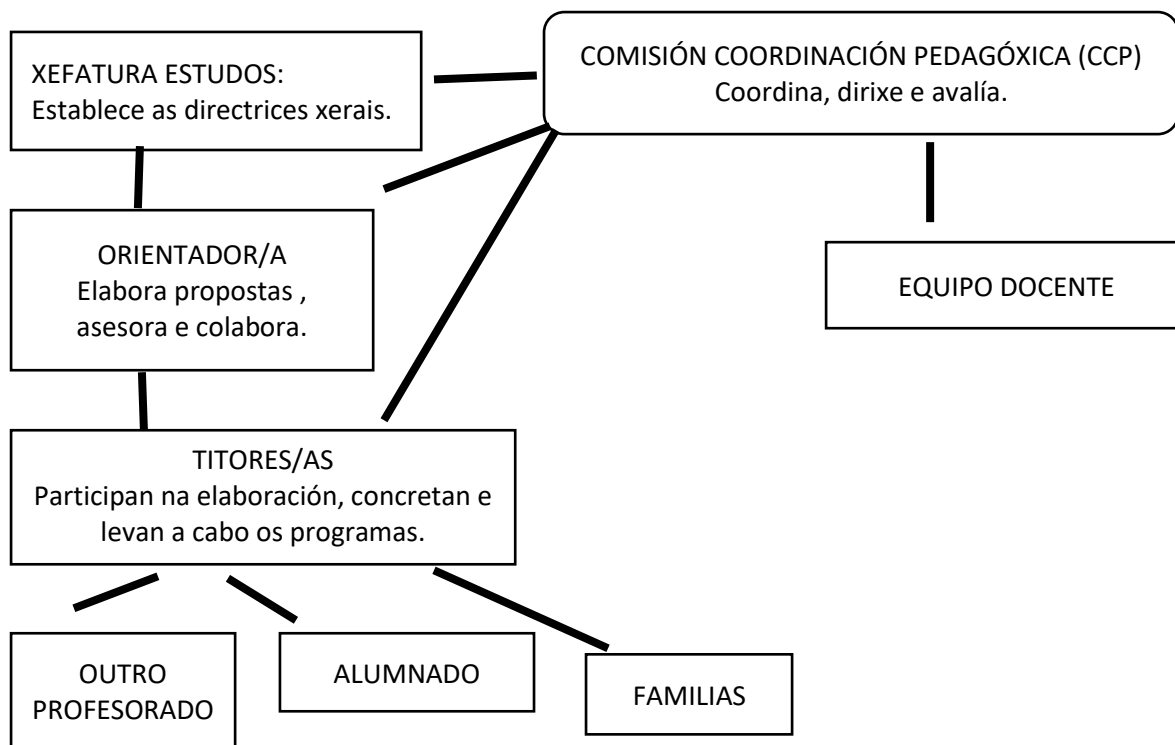 XEFATURA ESTUDOS:
Establece as directrices xerais.
COMISIÓN COORDINACIÓN PEDAGÓXICA (CCP)
Coordina, dirixe e avalía.
ORIENTADOR/A
Elabora propostas ,
asesora e colabora.
EQUIPO DOCENTE
TITORES/AS
Participan na elaboración, concretan e
levan a cabo os programas.
OUTRO
PROFESORADO
ALUMNADO
FAMILIAS